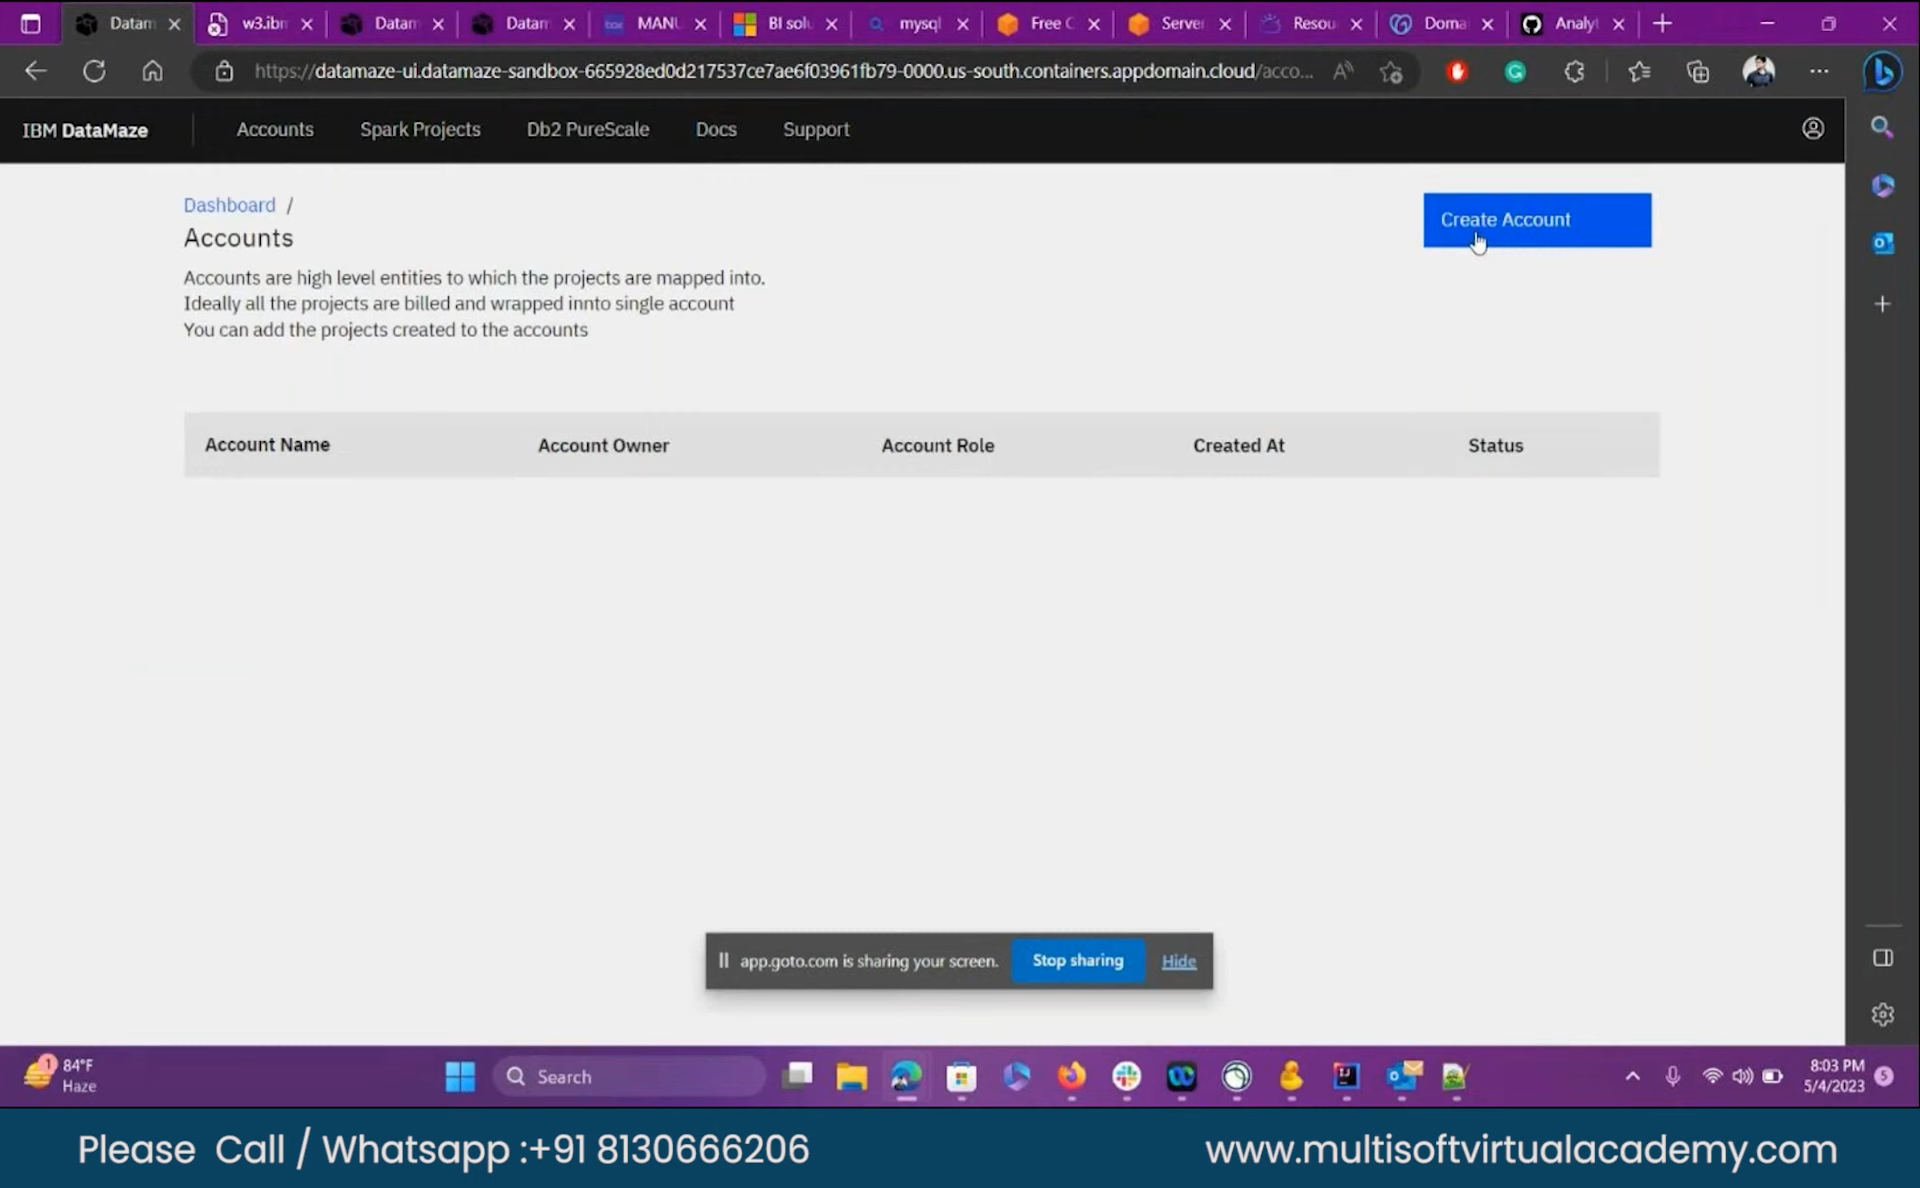 Datam
w3.ibn
Datan
Datan
MANU
BI solu
mysql
Free C
Server
Resou
Doma
Analyt
https://datamaze-ui.datamaze-sandbox-665928ed0d217537ce7ae6f03961fb79-0000.us-south.containers.appdomain.cloud/acco...
IBM DataMaze
Accounts
Spark Projects
Db2 PureScale
Docs
Support
Dashboard /
Create Account
Accounts
Accounts are high level entities to which the projects are mapped into.
Ideally all the projects are billed and wrapped innto single account
You can add the projects created to the accounts
Account Name
Account Owner
Account Role
Created At
Status
app.goto.com is sharing your screen.
Stop sharing
Hide
1
84°F
Haze
Search
8:03 PM
5/4/2023
5
Please Call / Whatsapp :+91 8130666206
www.multisoftvirtualacademy.com